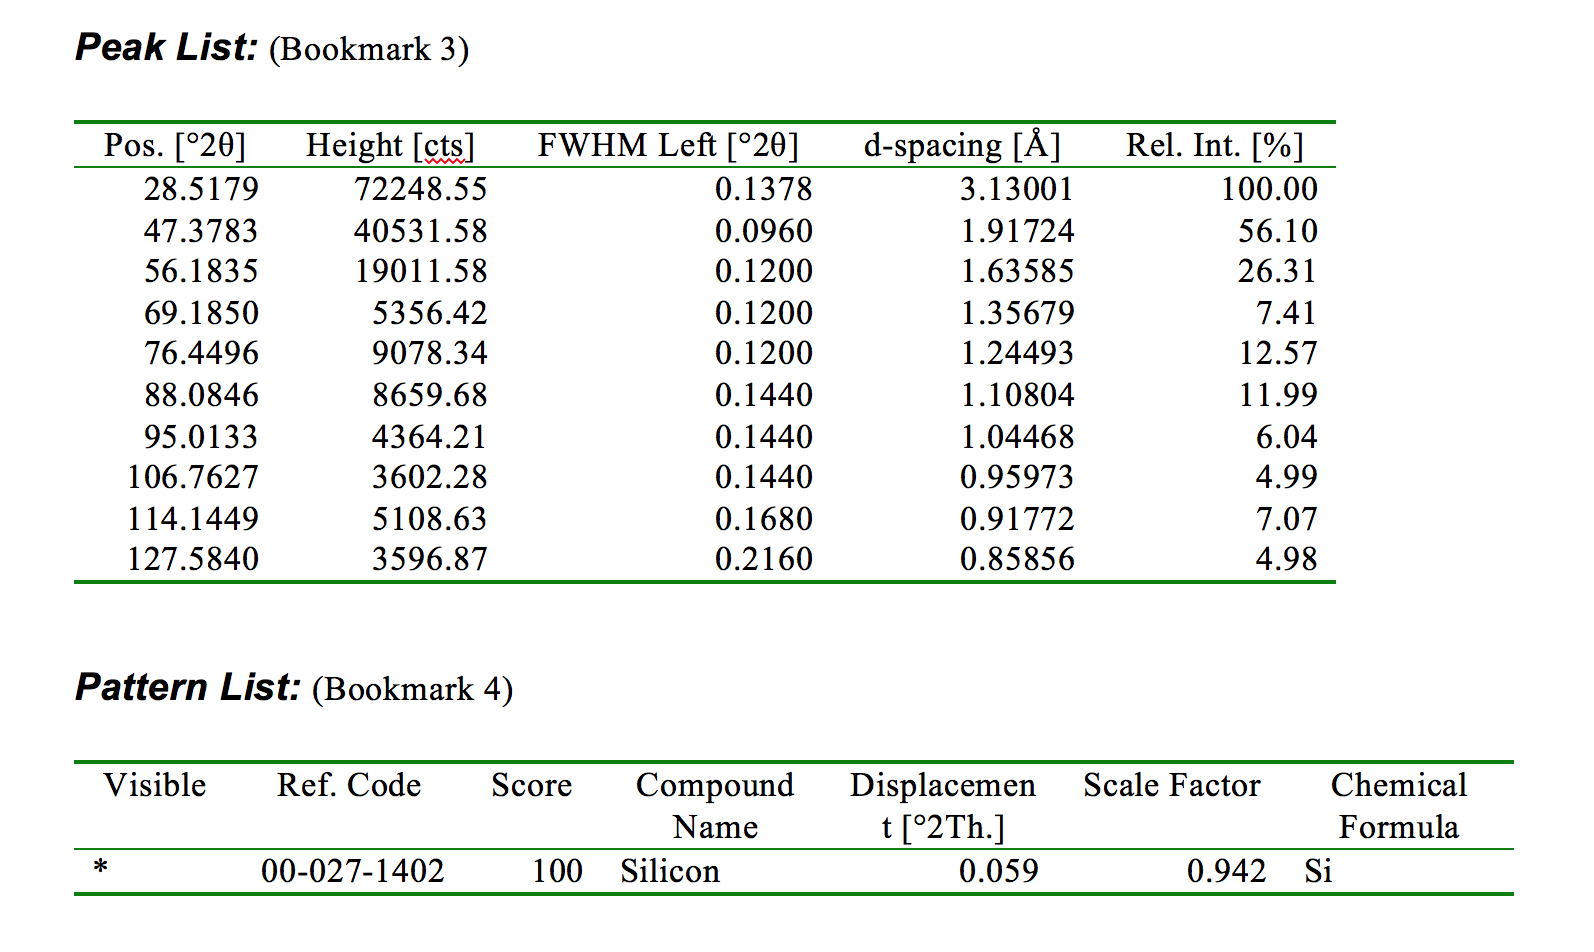 Peak List: (Bookmark 3)
Pos. [°2θ] Height [cts] FWHM Left [°2θ] d-spacing [Å] Rel. Int. [%]
28.5179 72248.55 0.1378 3.13001 100.00
47.3783 40531.58 0.0960 1.91724 56.10
56.1835 19011.58 0.1200 1.63585 26.31
69.1850 5356.42 0.1200 1.35679 7.41
76.4496 9078.34 0.1200 1.24493 12.57
88.0846 8659.68 0.1440 1.10804 11.99
95.0133 4364.21 0.1440 1.04468 6.04
106.7627 3602.28 0.1440 0.95973 4.99
114.1449 5108.63 0.1680 0.91772 7.07
127.5840 3596.87 0.2160 0.85856 4.98
Pattern List: (Bookmark 4)
Visible Ref. Code Score Compound Displacemen Scale Factor Chemical
Name t [°2Th.] Formula
* 00-027-1402 100 Silicon 0.059 0.942 Si